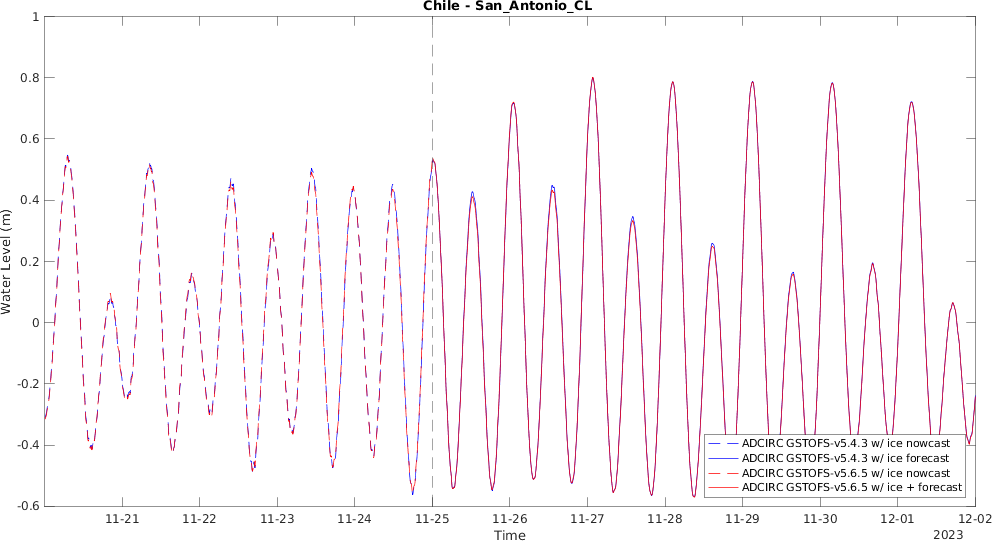 Chile - San_Antonio_CL
1
0.8
0.6
0.4
0.2
0
-0.2
-0.4
-0.6
Water Level (m)
ADCIRC GSTOFS-v5.4.3 w/ ice nowcast
ADCIRC GSTOFS-v5.4.3 w/ ice forecast
ADCIRC GSTOFS-v5.6.5 w/ ice nowcast
ADCIRC GSTOFS-v5.6.5 w/ ice + forecast
11-21 11-22 11-23 11-24 11-25 11-26 11-27 11-28 11-29 11-30 12-01 12-02
Time
2023